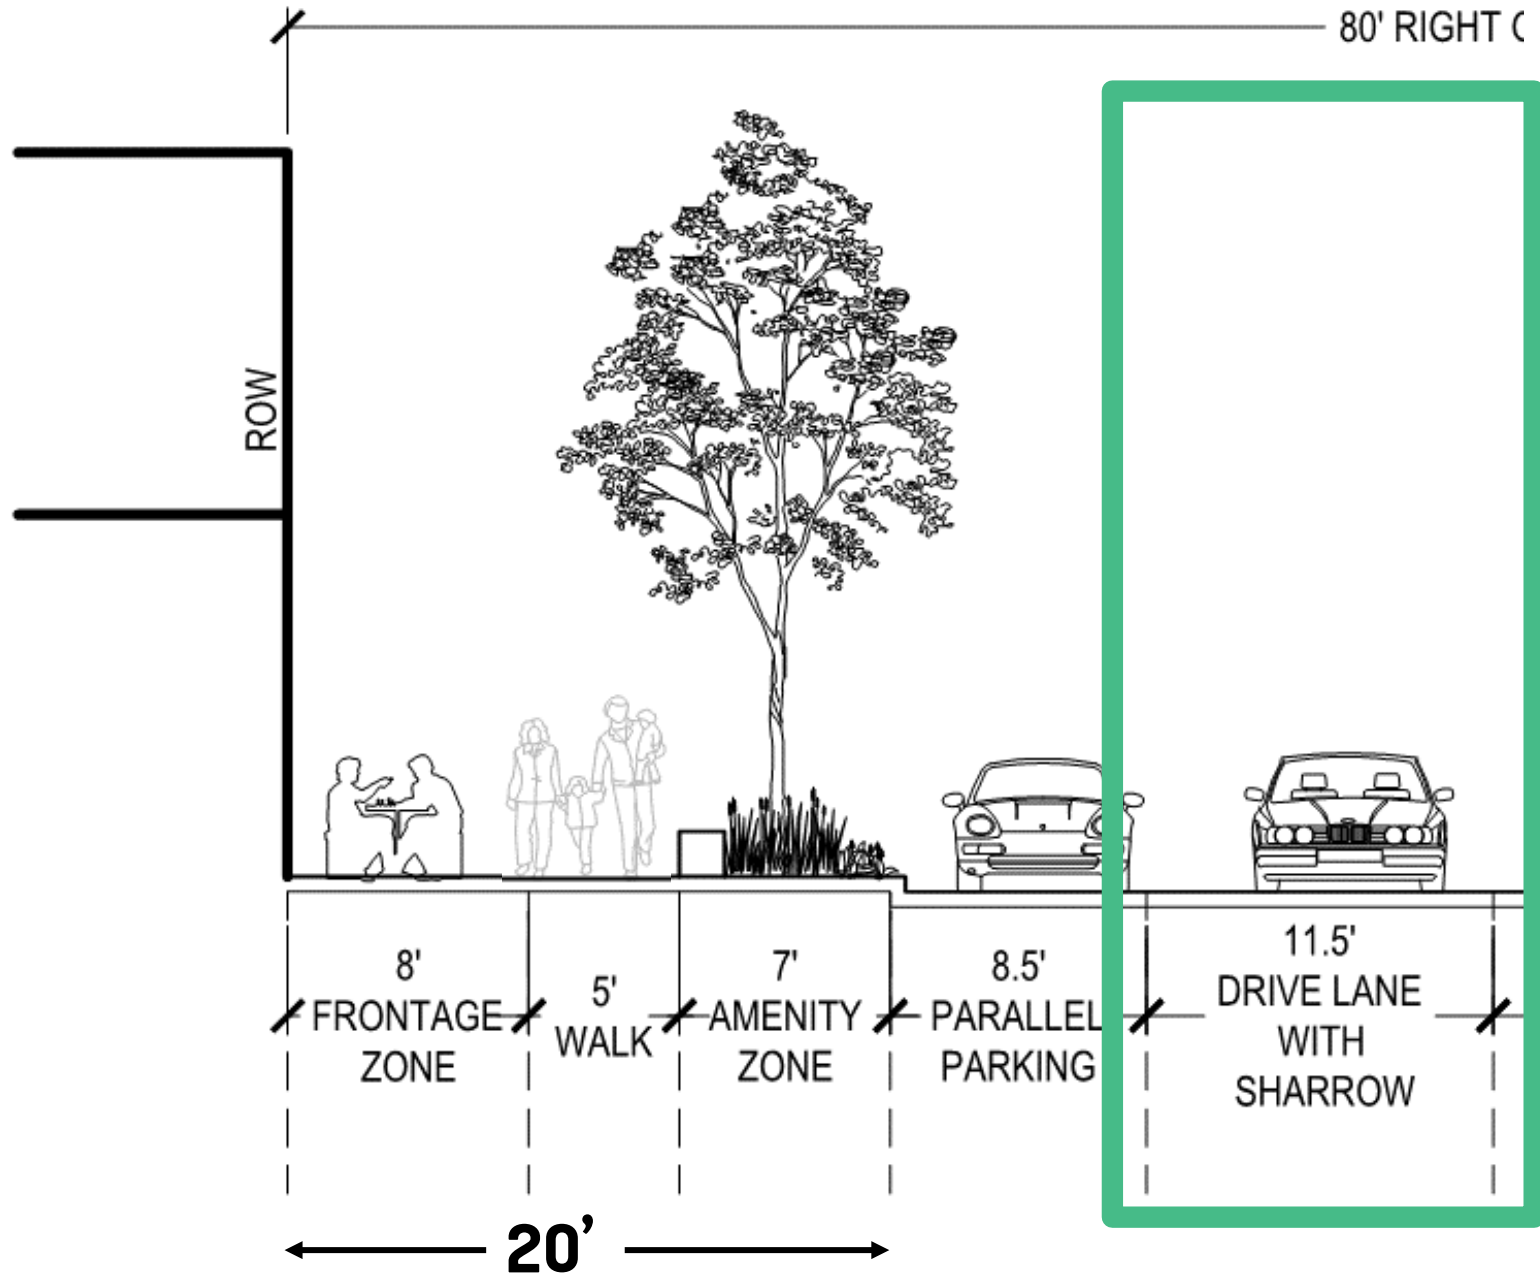 80' RIGHT
ROW
8'
FRONTAGE
ZONE
5'
WALK
7'
AMENITY
ZONE
8.5'
PARALLEL
PARKING
11.5'
DRIVE LANE
WITH
SHARROW
20'